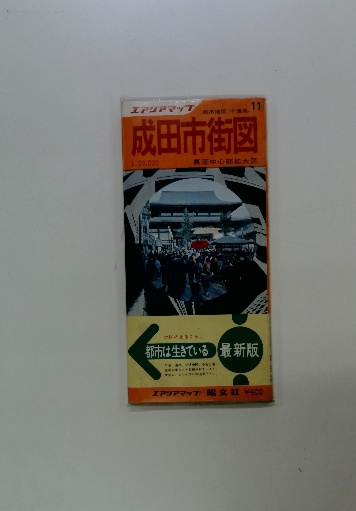 エアリアマップ 都市地図 千葉県 11
成田市街図
1:20,000 裏面中心部拡大図
都市は生きている
最新版
エアリアマップ 昭文社 ¥600